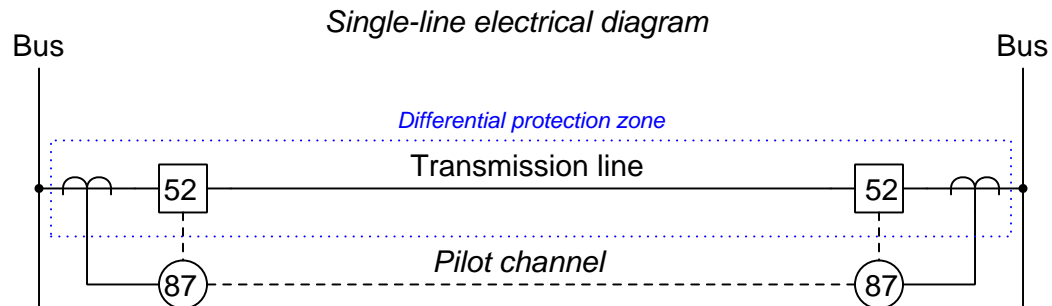 Single-line electrical diagram
Bus
Bus
Differential protection zone
Transmission line
52
52
Pilot channel
87
87